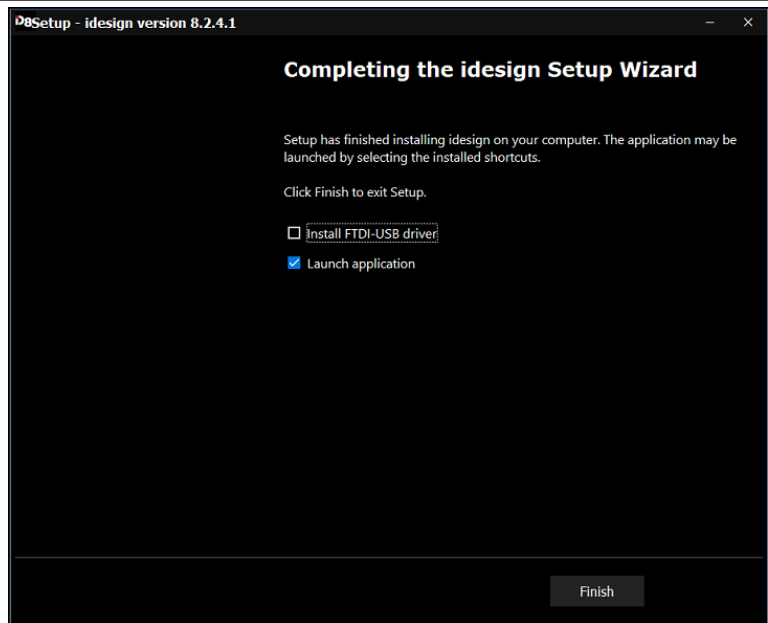 D8Setup - idesign version 8.2.4.1
Completing the idesign Setup Wizard
Setup has finished installing idesign on your computer. The application may be
launched by selecting the installed shortcuts.
Click Finish to exit Setup.
Install FTDI-USB driver
Launch application
Finish